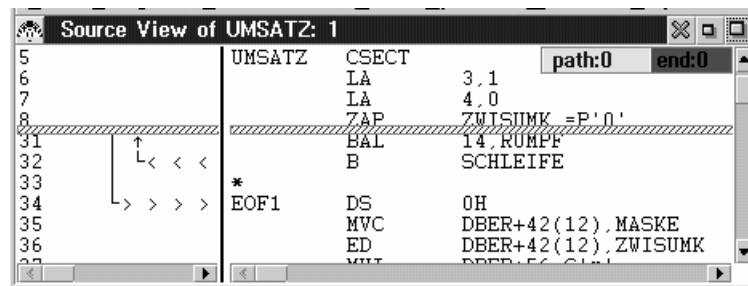 Source View of UMSATZ: 1
path:0 end:0
5 UMSATZ CSECT
6 LA 3,1
7 LA 4,0
8 ZAP ZWISUMK =P'0'
31 BAL 14,RUMPF
32 B SCHLEIFE
33 *
34 EOF1 DS 0H
35 MVC DBER+42(12),MASKE
36 ED DBER+42(12),ZWISUMK